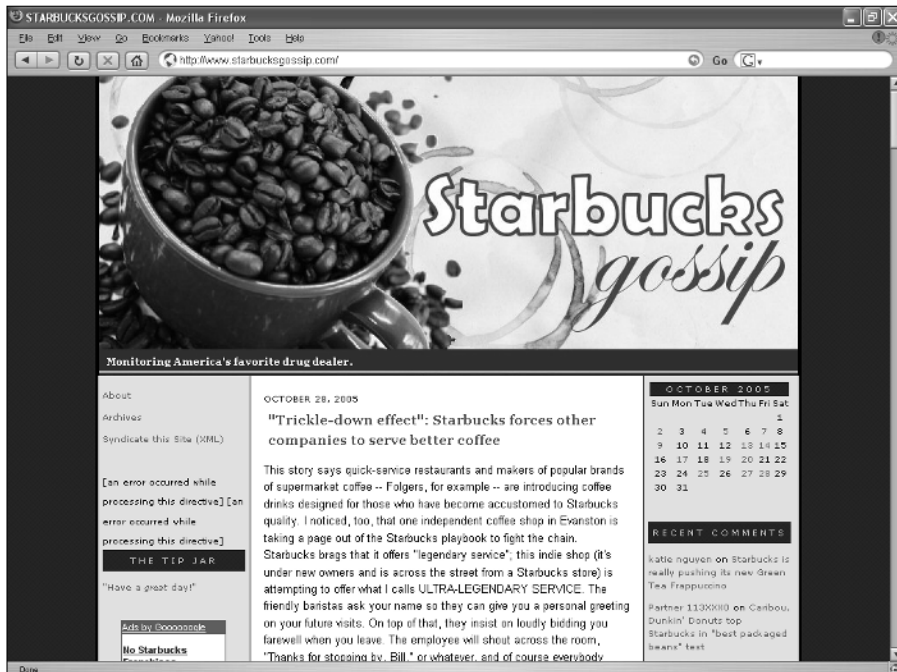 STARBUCKSGOSSIP.COM - Mozilla Firefox
File Edit View Go Bookmarks Yahoo! Tools Help
http://www.starbucksgossip.com/
Go
Starbucks
gossip
Monitoring America's favorite drug dealer.
About
Archives
Syndicate this Site (XML)
[an error occurred while
processing this directive] [an
error occurred while
processing this directive]
THE TIP JAR
"Have a great day!"
Ads by Goooooogle
No Starbucks
OCTOBER 28, 2005
"Trickle-down effect": Starbucks forces other
companies to serve better coffee
This story says quick-service restaurants and makers of popular brands
of supermarket coffee -- Folgers, for example -- are introducing coffee
drinks designed for those who have become accustomed to Starbucks
quality. I noticed, too, that one independent coffee shop in Evanston is
taking a page out of the Starbucks playbook to fight the chain.
Starbucks brags that it offers "legendary service"; this indie shop (it's
under new owners and is across the street from a Starbucks store) is
attempting to offer what I calls ULTRA-LEGENDARY SERVICE. The
friendly baristas ask your name so they can give you a personal greeting
on your future visits. On top of that, they insist on loudly bidding you
farewell when you leave. The employee will shout across the room,
"Thanks for stopping by, Bill," or whatever, and of course everybody
OCTOBER 2005
Sun Mon Tue Wed Thu Fri Sat
1
2 3 4 5 6 7 8
9 10 11 12 13 14 15
16 17 18 19 20 21 22
23 24 25 26 27 28 29
30 31
RECENT COMMENTS
katie nguyen on Starbucks is
really pushing its new Green
Tea Frappuccino
Partner 113XXII0 on Caribou,
Dunkin' Donuts top
Starbucks in "best packaged
beans" test
Done